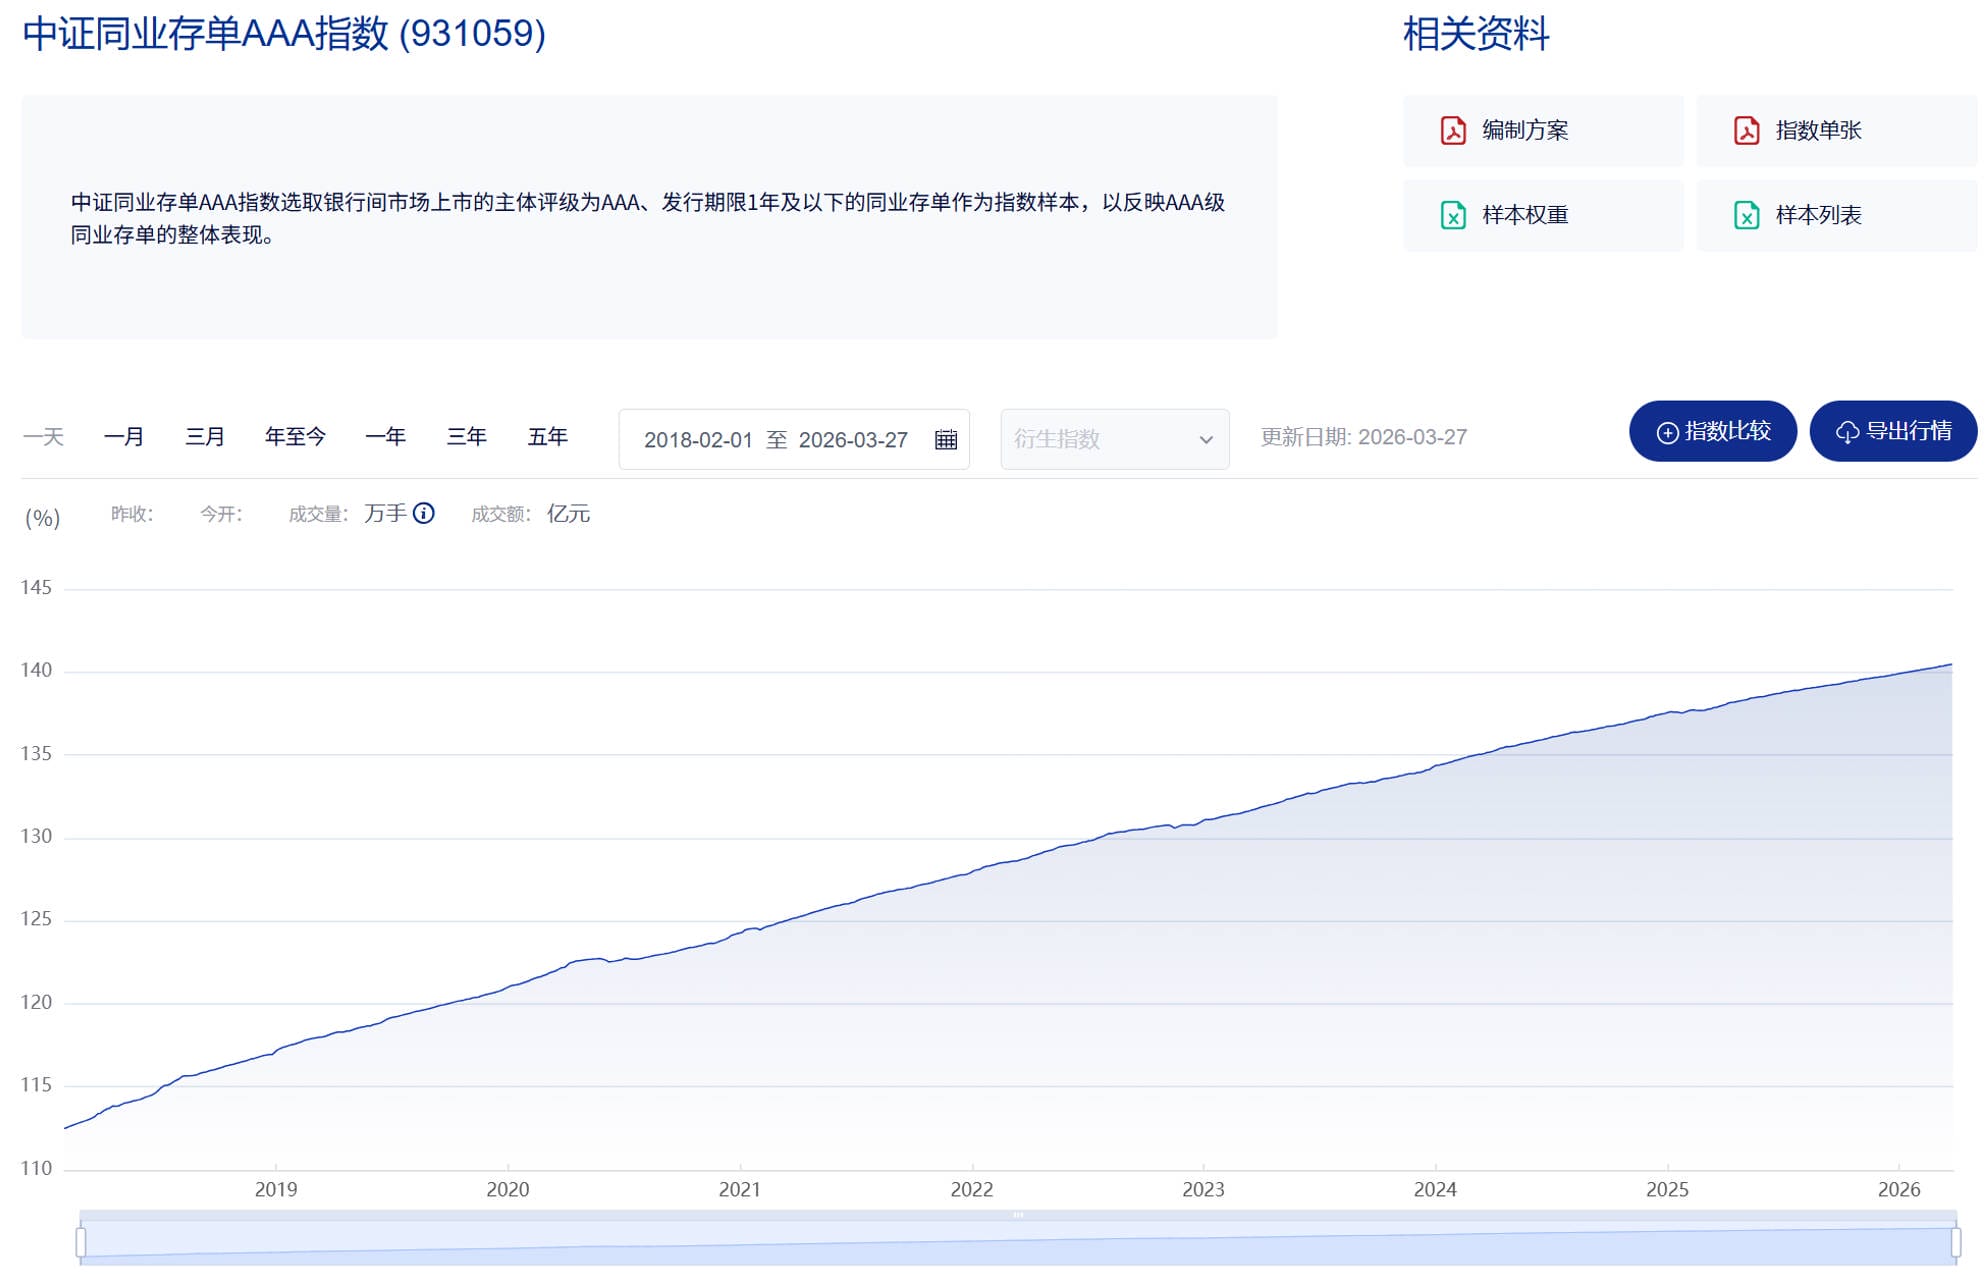 中证同业存单AAA指数 (931059)
相关资料
中证同业存单AAA指数选取银行间市场上市的主体评级为AAA、发行期限1年及以下的同业存单作为指数样本，以反映AAA级
同业存单的整体表现。
编制方案
指数单张
样本权重
样本列表
一天 一月 三月 年至今 一年 三年 五年 2018-02-01 至 2026-03-27 衍生指数 更新日期: 2026-03-27 指数比较 导出行情
(%) 昨收: 今开: 成交量: 万手 成交额: 亿元
145
140
135
130
125
120
115
110
2019 2020 2021 2022 2023 2024 2025 2026